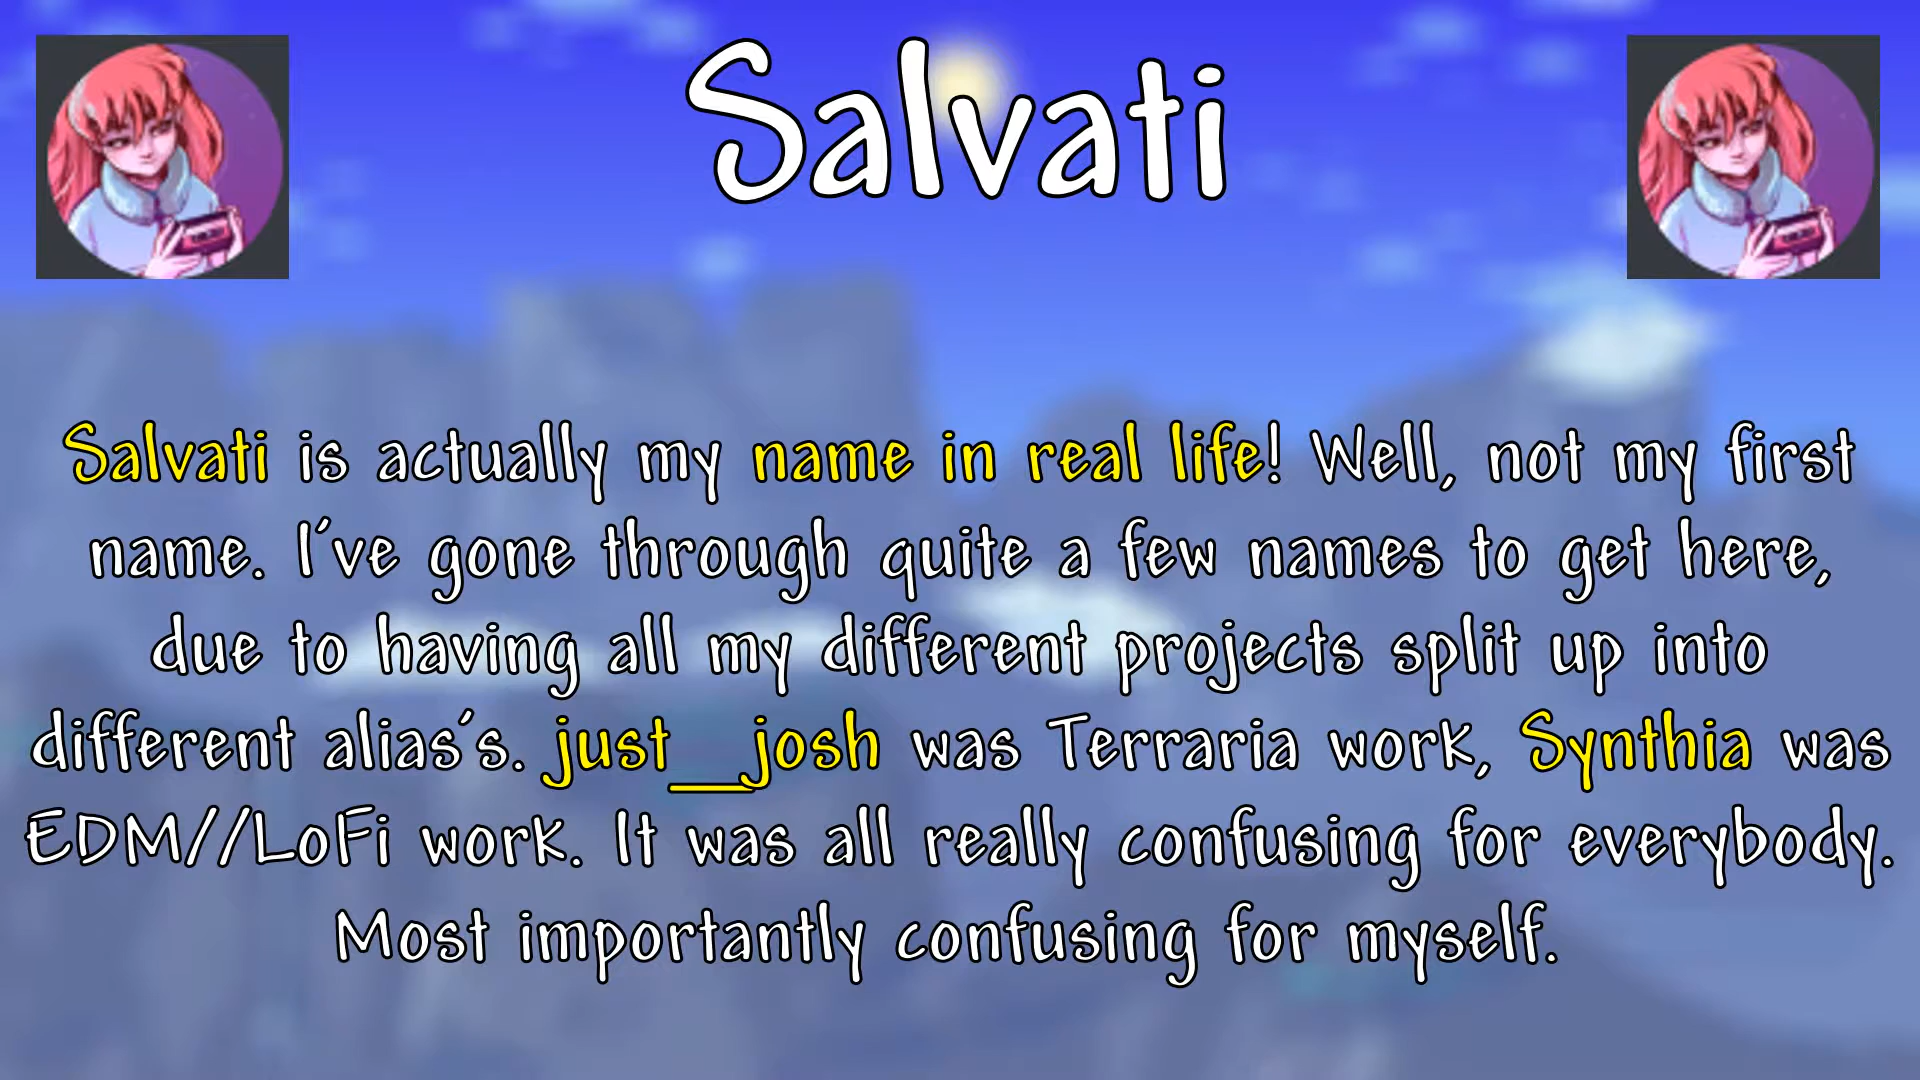 Salvati
Salvati is actually my name in real life! Well, not my first
name. I've gone through quite a few names to get here,
due to having all my different projects split up into
different alias's. just__josh was Terraria work, Synthia was
EDM//LoFi work. It was all really confusing for everybody.
Most importantly confusing for myself.